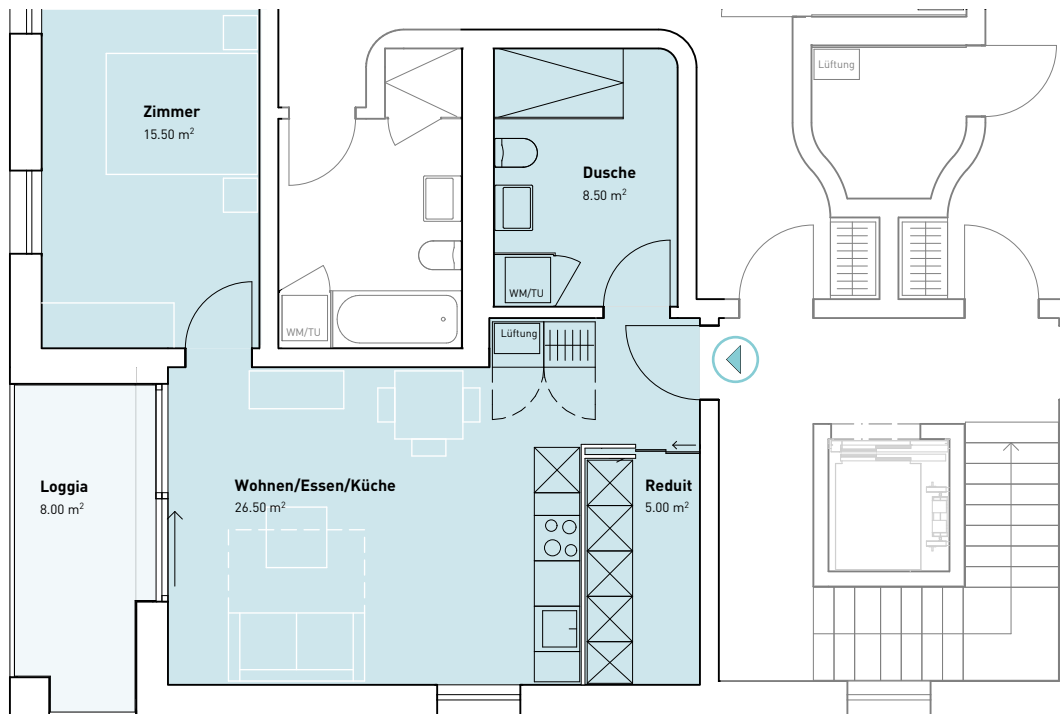 Lüftung
Zimmer
15.50 m²
Dusche
8.50 m²
WM/TU
WM/TU
Lüftung
Loggia
8.00 m²
Wohnen/Essen/Küche
26.50 m²
Reduit
5.00 m²